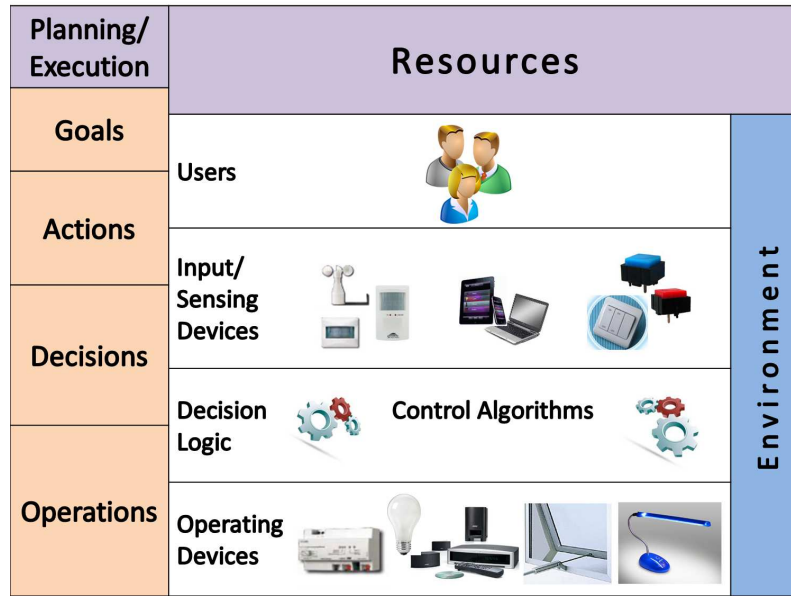 Planning/
Execution
Resources
Goals
Users
Actions
Input/
Sensing
Devices
Decisions
Decision
Logic
Control Algorithms
Operations
Operating
Devices
Environment